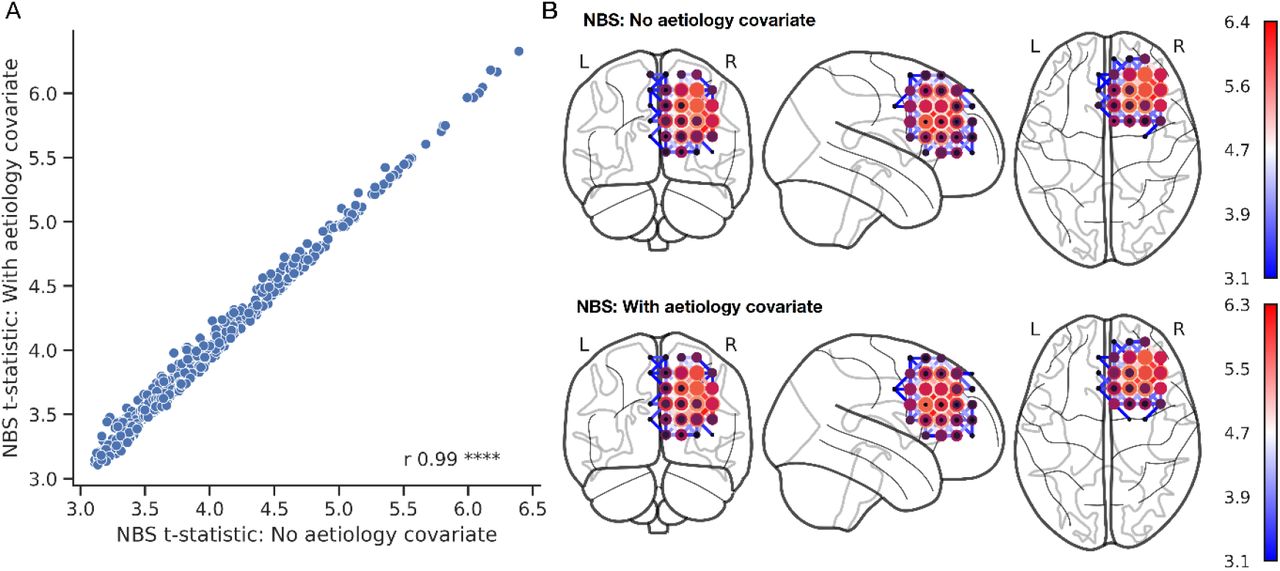 A
NBS t-statistic: With aetiology covariate
6.0
5.5
5.0
4.5
4.0
3.5
3.0
r 0.99 ****
3.0 3.5 4.0 4.5 5.0 5.5 6.0 6.5
NBS t-statistic: No aetiology covariate
B
NBS: No aetiology covariate
L R
L R
6.4
5.6
4.7
3.9
3.1
NBS: With aetiology covariate
L R
L R
6.3
5.5
4.7
3.9
3.1